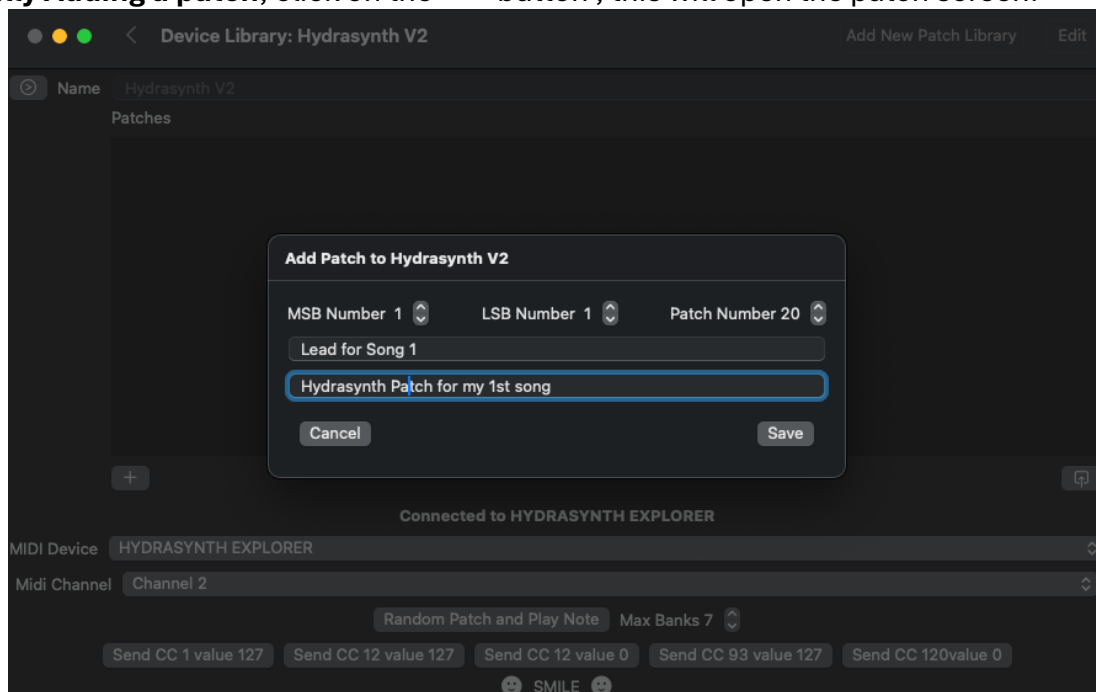 Device Library: Hydrasynth V2 Add New Patch Library Edit
Name Hydrasynth V2
Patches
Add Patch to Hydrasynth V2
MSB Number 1 LSB Number 1 Patch Number 20
Lead for Song 1
Hydrasynth Patch for my 1st song
Cancel Save
+
Connected to HYDRASYNTH EXPLORER
MIDI Device HYDRASYNTH EXPLORER
Midi Channel Channel 2
Random Patch and Play Note Max Banks 7
Send CC 1 value 127 Send CC 12 value 127 Send CC 12 value 0 Send CC 93 value 127 Send CC 120value 0
SMILE